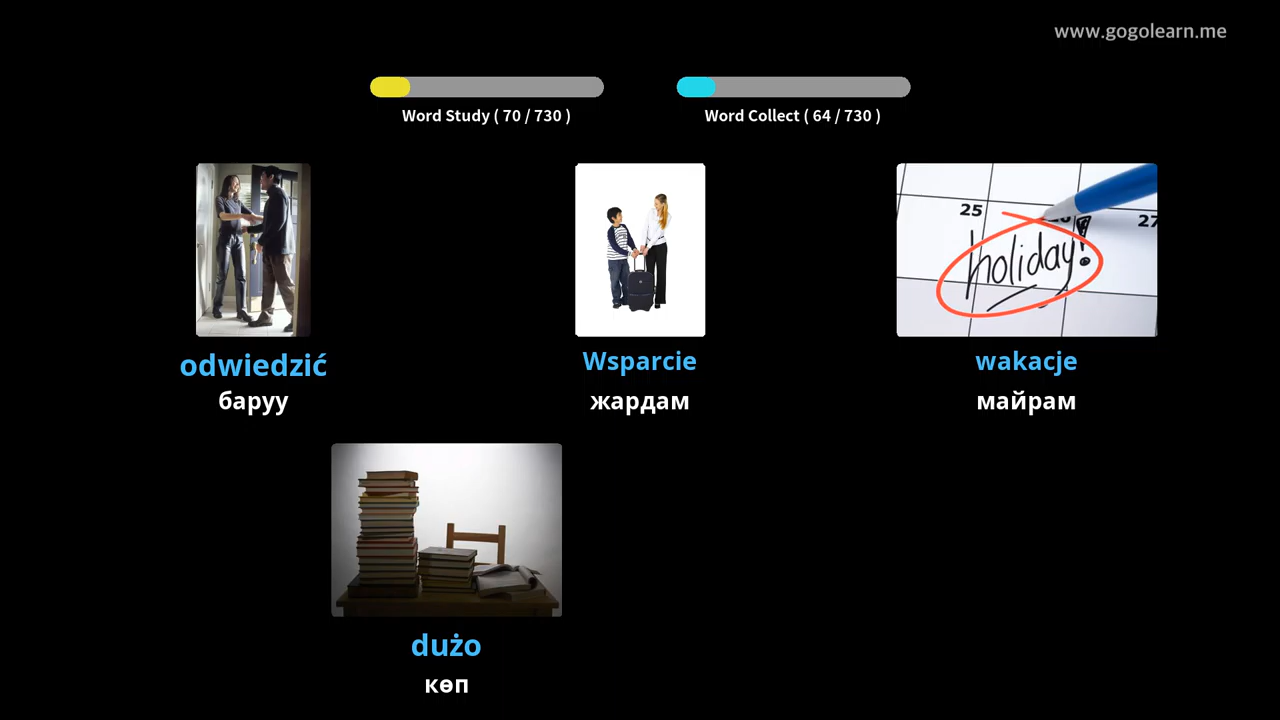 www.gogolearn.me
Word Study ( 70 / 730 )
Word Collect ( 64 / 730 )
25
27
holiday!
odwiedzić
баруу
Wsparcie
жардам
wakacje
майрам
dużo
көп